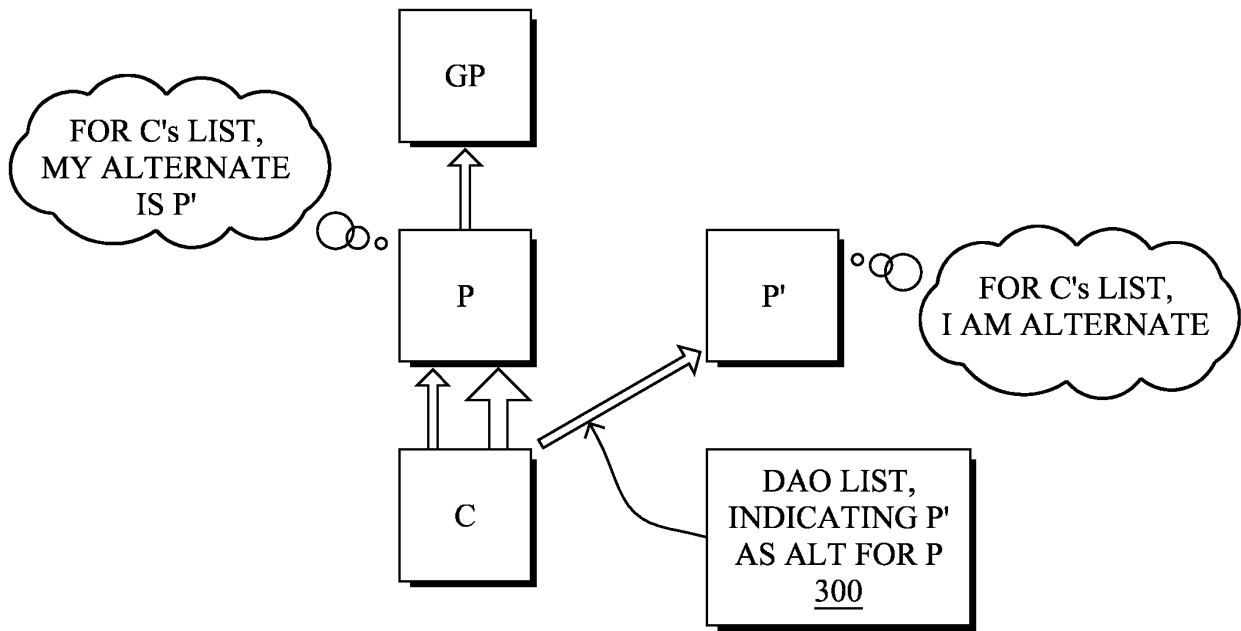 GP
FOR C's LIST,
MY ALTERNATE
IS P'
P
P'
FOR C's LIST,
I AM ALTERNATE
C
DAO LIST,
INDICATING P'
AS ALT FOR P
300